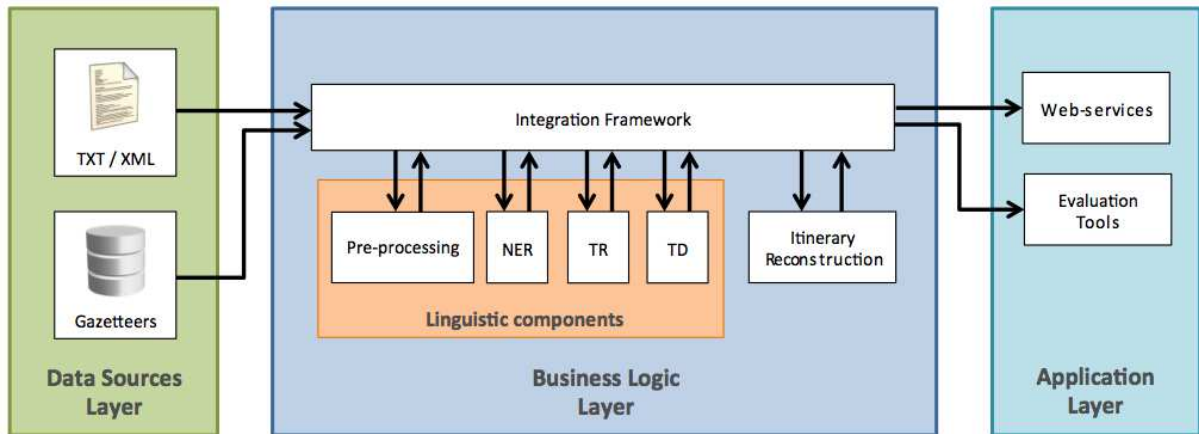 TXT / XML
Gazetteers
Data Sources
Layer
Integration Framework
Pre-processing
NER
TR
TD
Linguistic components
Itinerary
Reconstruction
Business Logic
Layer
Web-services
Evaluation
Tools
Application
Layer